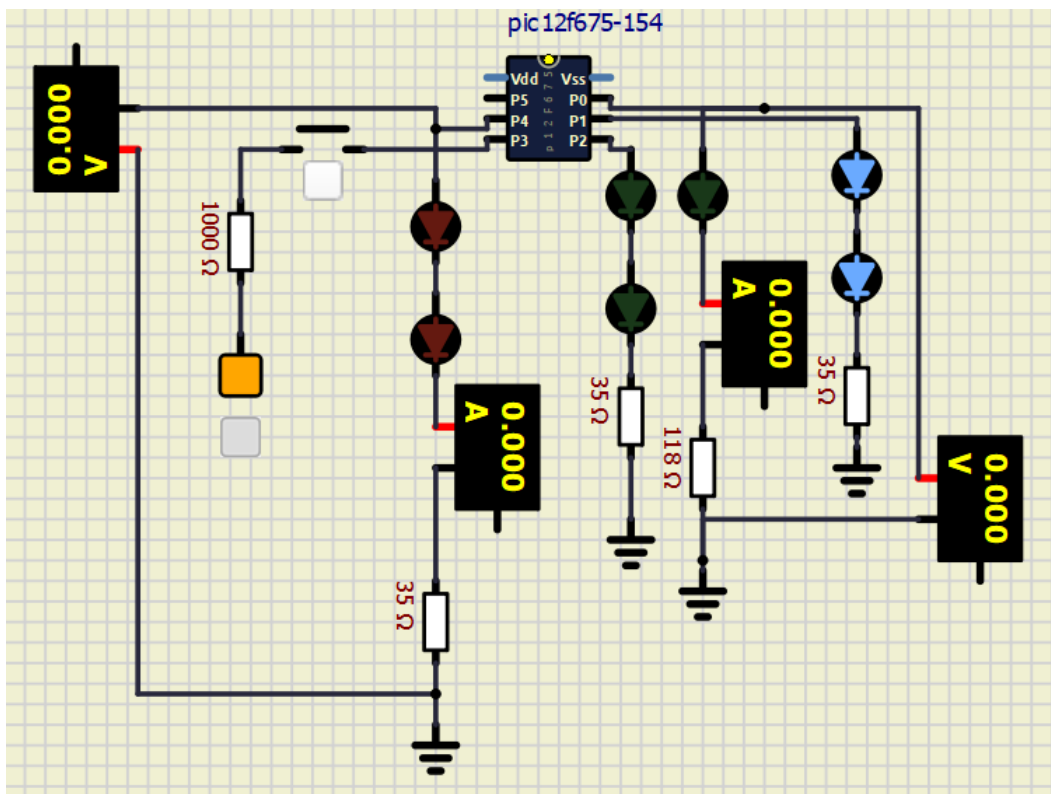 pic12f675-154
Vdd
Vss
P5
P0
P4
P1
P3
P2
p12F675
0.000
V
1000 Ω
A
0.000
35 Ω
35 Ω
A
0.000
118 Ω
35 Ω
V
0.000